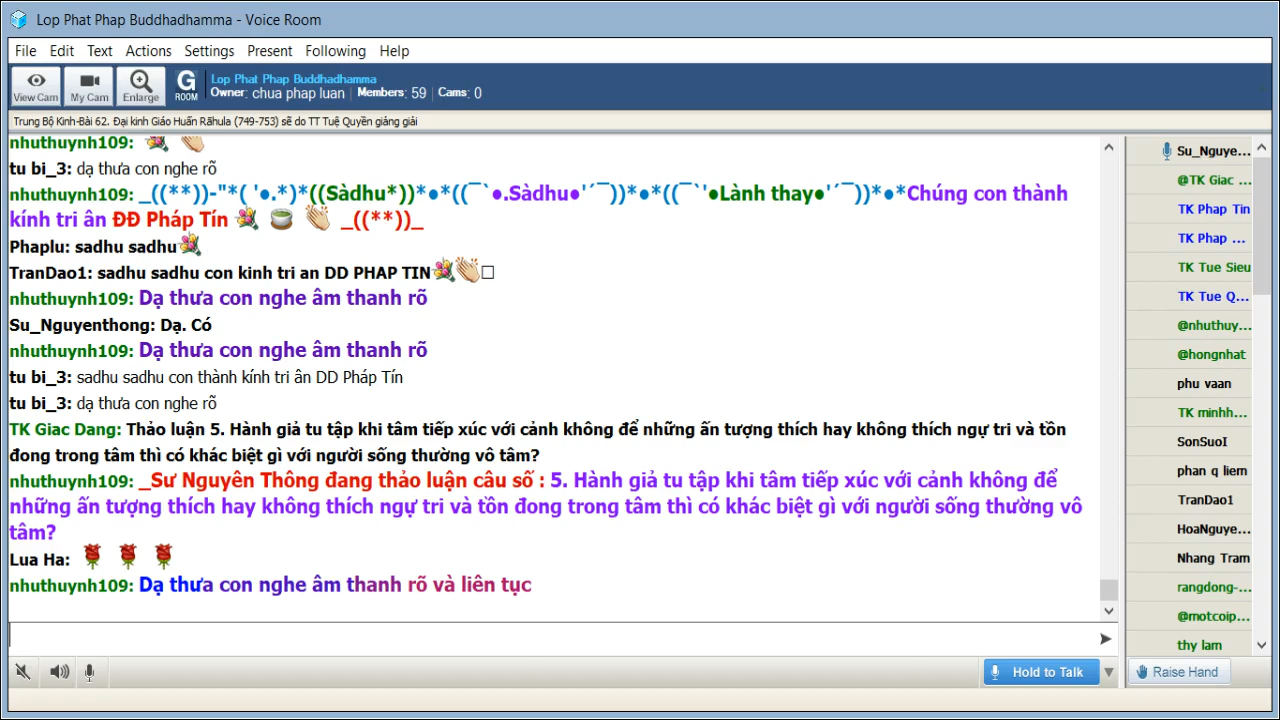 Lop Phat Phap Buddhadhamma - Voice Room
File Edit Text Actions Settings Present Following Help
View Cam My Cam Enlarge G ROOM
Lop Phat Phap Buddhadhamma
Owner: chua phap luan | Members: 59 | Cams: 0
Trung Bộ Kinh-Bài 62. Đại kinh Giáo Huấn Rãhula (749-753) sẽ do TT Tuệ Quyền giảng giải
nhuthuynh109:
tu bi_3: dạ thưa con nghe rõ
nhuthuynh109: _((**))-"*( '●.*)*((Sàdhu*))*●*((¯`●.Sàdhu●'´¯))*●*((¯`'●Lành thay●'´¯))*●*Chúng con thành
kính tri ân ĐĐ Pháp Tín _((**))_
Phaplu: sadhu sadhu
TranDao1: sadhu sadhu con kinh tri an DD PHAP TIN
nhuthuynh109: Dạ thưa con nghe âm thanh rõ
Su_Nguyenthong: Dạ. Có
nhuthuynh109: Dạ thưa con nghe âm thanh rõ
tu bi_3: sadhu sadhu con thành kính tri ân DD Pháp Tín
tu bi_3: dạ thưa con nghe rõ
TK Giac Dang: Thảo luận 5. Hành giả tu tập khi tâm tiếp xúc với cảnh không để những ấn tượng thích hay không thích ngự tri và tồn
đong trong tâm thì có khác biệt gì với người sống thường vô tâm?
nhuthuynh109: _Sư Nguyên Thông đang thảo luận câu số : 5. Hành giả tu tập khi tâm tiếp xúc với cảnh không để
những ấn tượng thích hay không thích ngự tri và tồn đong trong tâm thì có khác biệt gì với người sống thường vô
tâm?
Lua Ha:
nhuthuynh109: Dạ thưa con nghe âm thanh rõ và liên tục
Su_Nguye...
@TK Giac ...
TK Phap Tin
TK Phap ...
TK Tue Sieu
TK Tue Q...
@nhuthuy...
@hongnhat
phu vaan
TK minhh...
SonSuoI
phan q liem
TranDao1
HoaNguye...
Nhang Tram
rangdong-...
@motcoip...
thy lam
Hold to Talk
Raise Hand